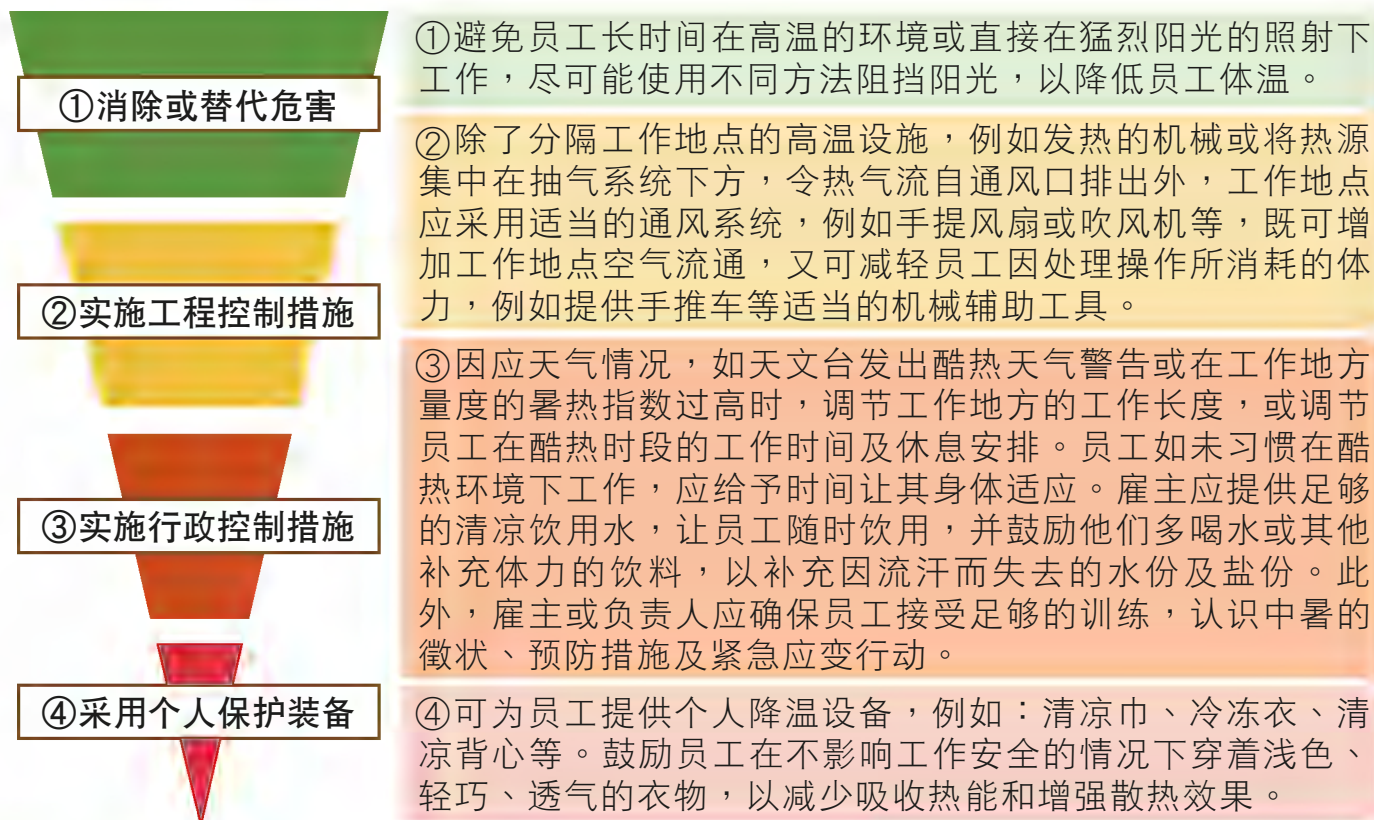 ①消除或替代危害
①避免员工长时间在高温的环境或直接在猛烈阳光的照射下
工作，尽可能使用不同方法阻挡阳光，以降低员工体温。
②实施工程控制措施
②除了分隔工作地点的高温设施，例如发热的机械或将热源
集中在抽气系统下方，令热气流自通风口排出外，工作地点
应采用适当的通风系统，例如手提风扇或吹风机等，既可增
加工作地点空气流通，又可减轻员工因处理操作所消耗的体
力，例如提供手推车等适当的机械辅助工具。
③实施行政控制措施
③因应天气情况，如天文台发出酷热天气警告或在工作地方
量度的暑热指数过高时，调节工作地方的工作长度，或调节
员工在酷热时段的工作时间及休息安排。员工如未习惯在酷
热环境下工作，应给予时间让其身体适应。雇主应提供足够
的清凉饮用水，让员工随时饮用，并鼓励他们多喝水或其他
补充体力的饮料，以补充因流汗而失去的水份及盐份。此
外，雇主或负责人应确保员工接受足够的训练，认识中暑的
徵状、预防措施及紧急应变行动。
④采用个人保护装备
④可为员工提供个人降温设备，例如：清凉巾、冷冻衣、清
凉背心等。鼓励员工在不影响工作安全的情况下穿着浅色、
轻巧、透气的衣物，以减少吸收热能和增强散热效果。